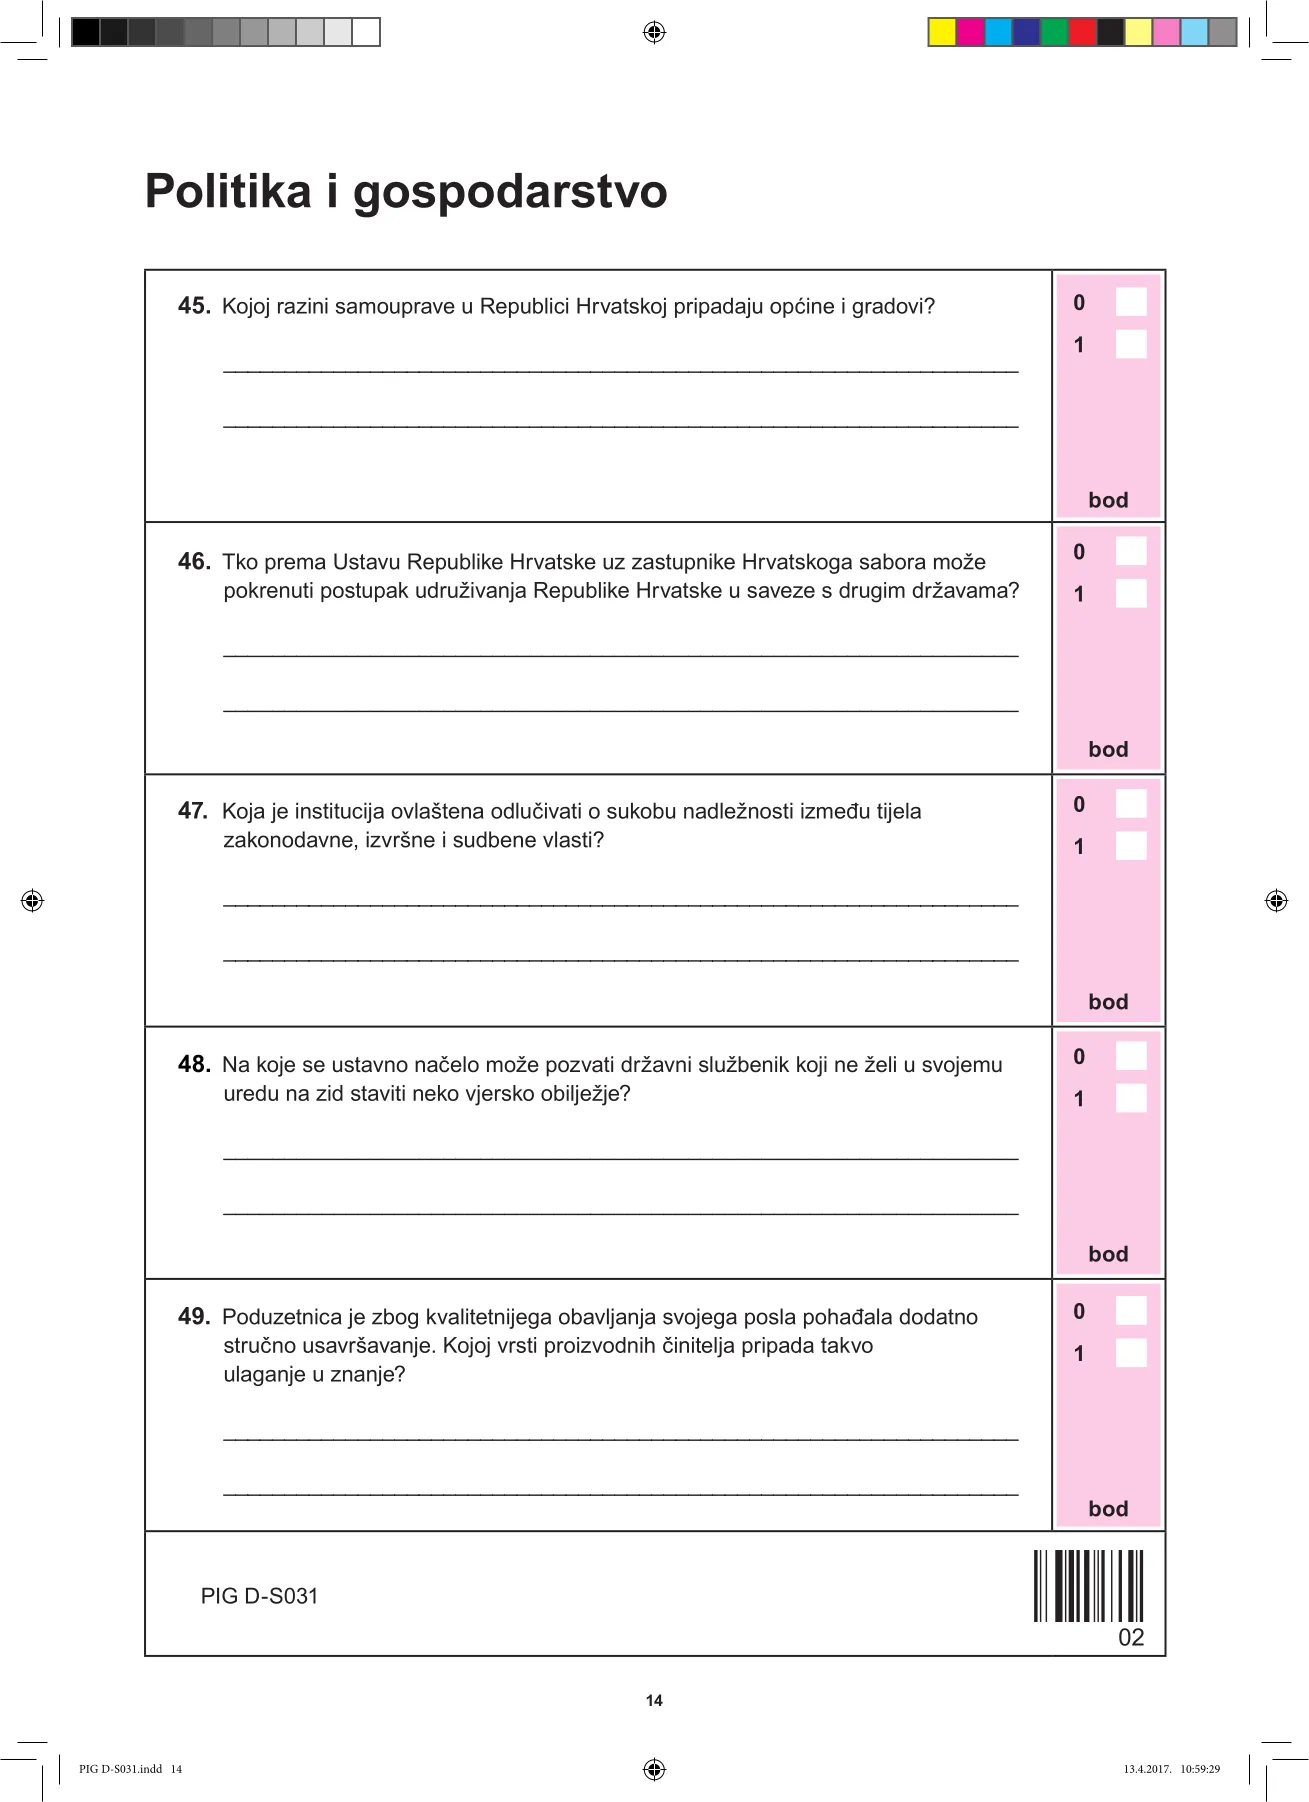 Politika i gospodarstvo
45. Kojoj razini samouprave u Republici Hrvatskoj pripadaju općine i gradovi?
0
1
bod
46. Tko prema Ustavu Republike Hrvatske uz zastupnike Hrvatskoga sabora može
pokrenuti postupak udruživanja Republike Hrvatske u saveze s drugim državama?
0
1
bod
47. Koja je institucija ovlaštena odlučivati o sukobu nadležnosti između tijela
zakonodavne, izvršne i sudbene vlasti?
0
1
bod
48. Na koje se ustavno načelo može pozvati državni službenik koji ne želi u svojemu
uredu na zid staviti neko vjersko obilježje?
0
1
bod
49. Poduzetnica je zbog kvalitetnijega obavljanja svojega posla pohađala dodatno
stručno usavršavanje. Kojoj vrsti proizvodnih činitelja pripada takvo
ulaganje u znanje?
0
1
bod
PIG D-S031
02
14
PIG D-S031.indd 14
13.4.2017. 10:59:29